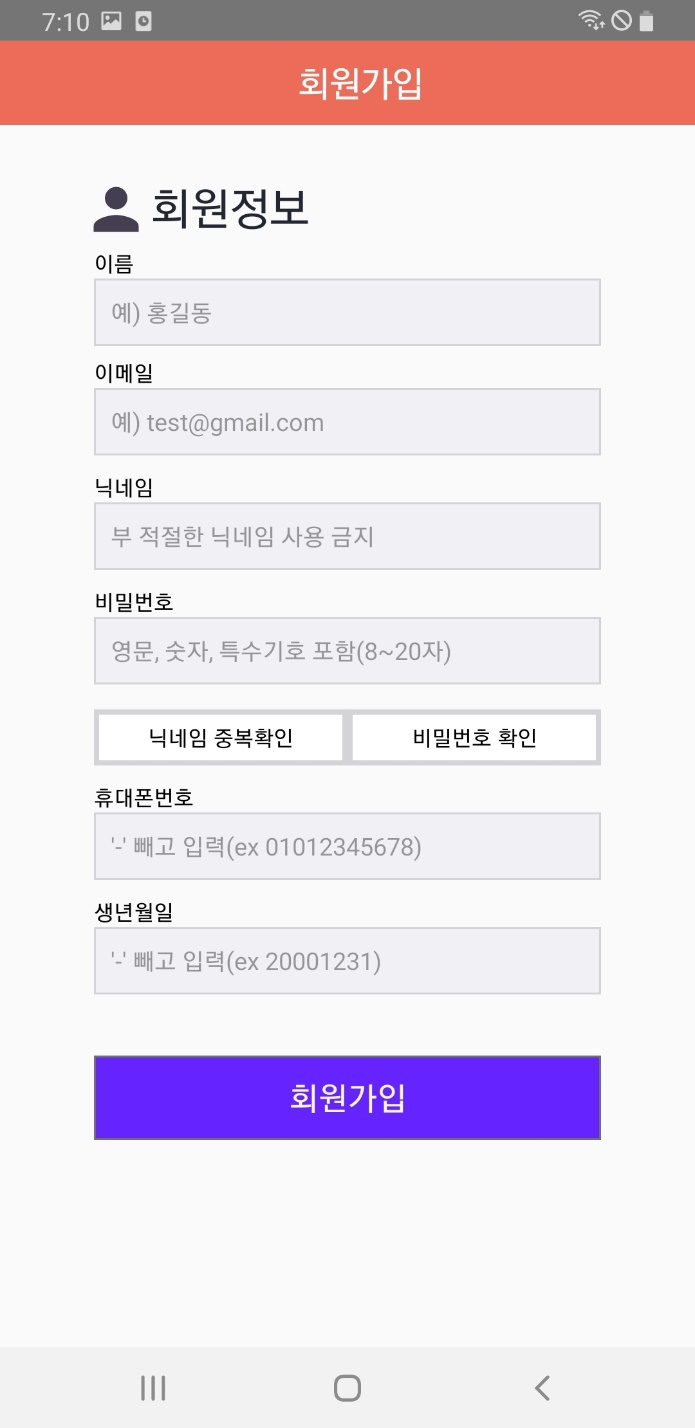 7:10
회원가입
회원정보
이름
예) 홍길동
이메일
예) test@gmail.com
닉네임
부 적절한 닉네임 사용 금지
비밀번호
영문, 숫자, 특수기호 포함(8~20자)
닉네임 중복확인 비밀번호 확인
휴대폰번호
'-' 빼고 입력(ex 01012345678)
생년월일
'-' 빼고 입력(ex 20001231)
회원가입